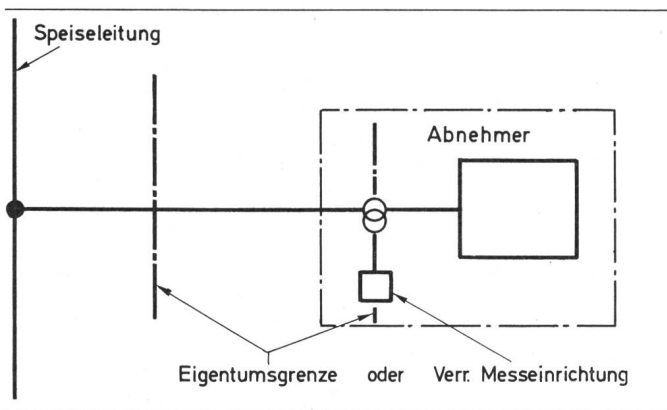 Speiseleitung
Abnehmer
Eigentumsgrenze oder Verr. Messeinrichtung